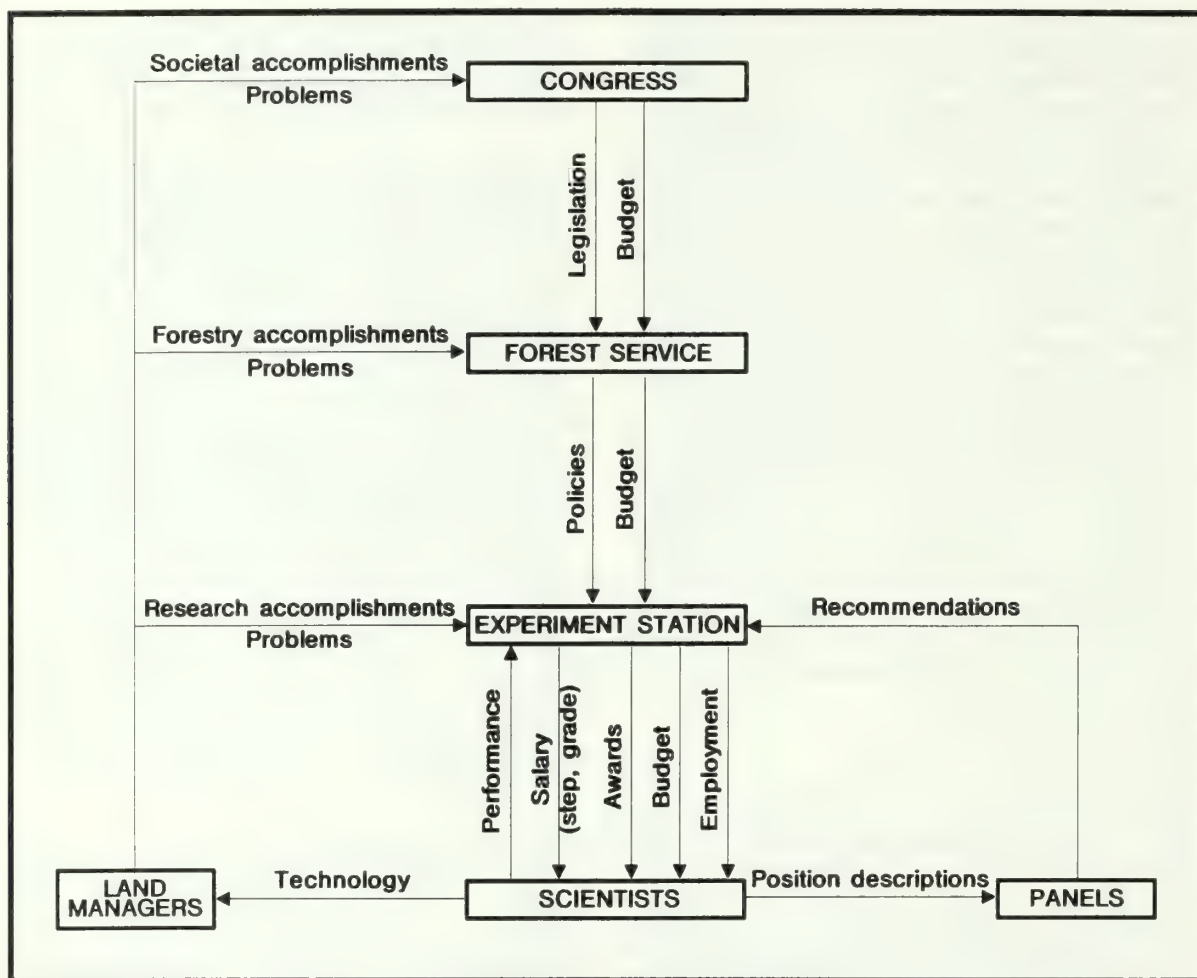 Societal accomplishments
Problems
CONGRESS
Legislation
Budget
Forestry accomplishments
Problems
FOREST SERVICE
Policies
Budget
Research accomplishments
Problems
EXPERIMENT STATION
Recommendations
Performance
Salary
(step, grade)
Awards
Budget
Employment
LAND
MANAGERS
Technology
SCIENTISTS
Position descriptions
PANELS